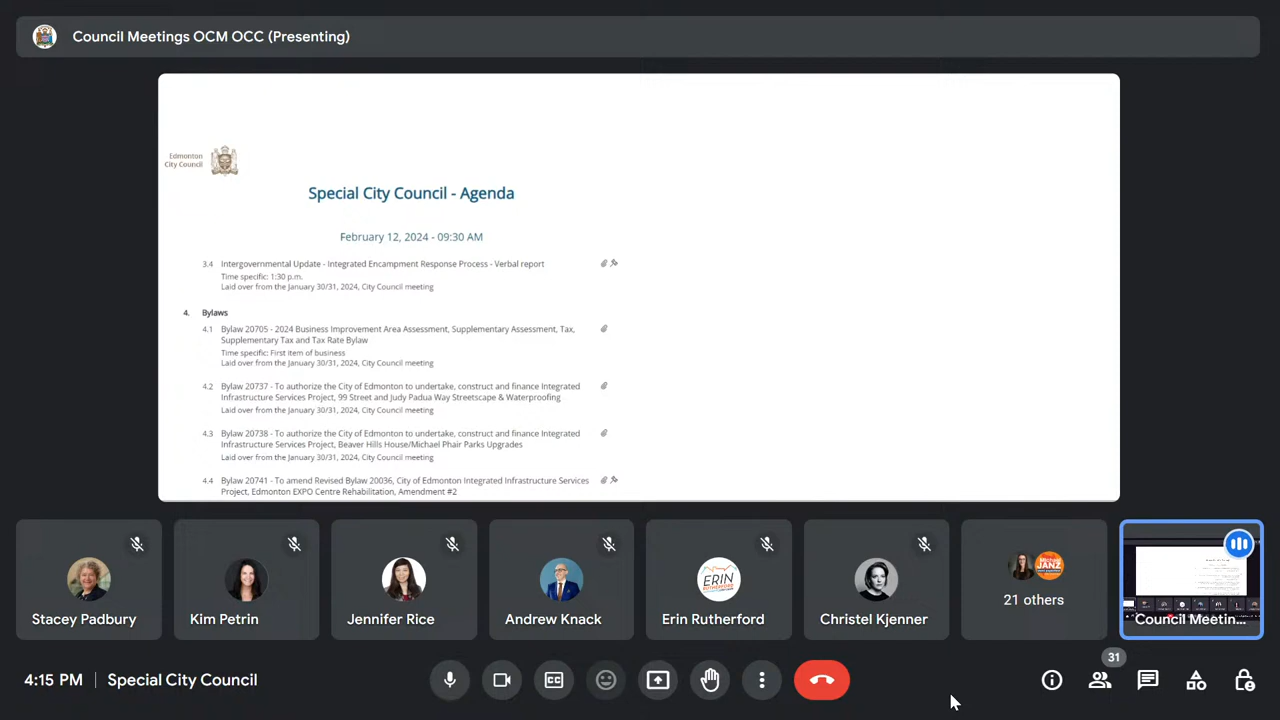 Council Meetings OCM OCC (Presenting)
Edmonton
City Council
Special City Council - Agenda
February 12, 2024 - 09:30 AM
3.4 Intergovernmental Update - Integrated Encampment Response Process - Verbal report
Time specific: 1:30 p.m.
Laid over from the January 30/31, 2024, City Council meeting
4. Bylaws
4.1 Bylaw 20705 - 2024 Business Improvement Area Assessment, Supplementary Assessment, Tax,
Supplementary Tax and Tax Rate Bylaw
Time specific: First item of business
Laid over from the January 30/31, 2024, City Council meeting
4.2 Bylaw 20737 - To authorize the City of Edmonton to undertake, construct and finance Integrated
Infrastructure Services Project, 99 Street and Judy Padua Way Streetscape & Waterproofing
Laid over from the January 30/31, 2024, City Council meeting
4.3 Bylaw 20738 - To authorize the City of Edmonton to undertake, construct and finance Integrated
Infrastructure Services Project, Beaver Hills House/Michael Phair Parks Upgrades
Laid over from the January 30/31, 2024, City Council meeting
4.4 Bylaw 20741 - To amend Revised Bylaw 20036, City of Edmonton Integrated Infrastructure Services
Project, Edmonton EXPO Centre Rehabilitation, Amendment #2
ERIN
RUTHERFORD
JANZ
Stacey Padbury
Kim Petrin
Jennifer Rice
Andrew Knack
Erin Rutherford
Christel Kjenner
21 others
Council Meetin...
31
4:15 PM | Special City Council